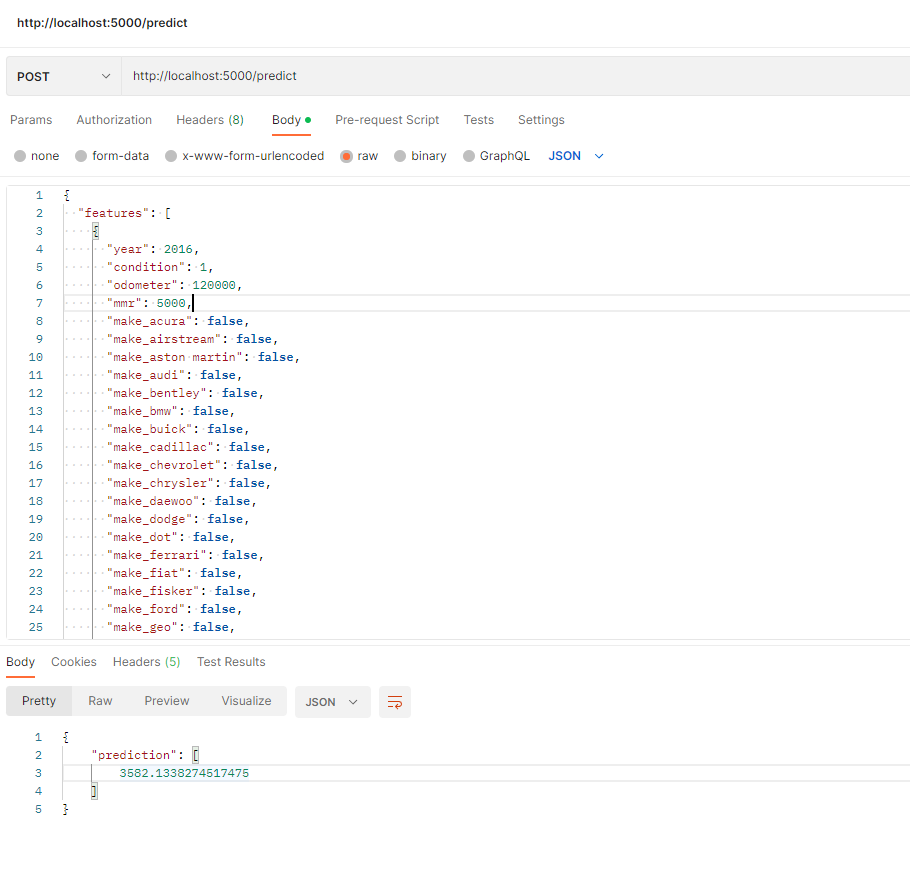 http://localhost:5000/predict
POST http://localhost:5000/predict
Params Authorization Headers (8) Body Pre-request Script Tests Settings
none form-data x-www-form-urlencoded raw binary GraphQL JSON
1 {
2 "features": [
3 {
4 "year": 2016,
5 "condition": 1,
6 "odometer": 120000,
7 "mmr": 5000,
8 "make_acura": false,
9 "make_airstream": false,
10 "make_aston martin": false,
11 "make_audi": false,
12 "make_bentley": false,
13 "make_bmw": false,
14 "make_buick": false,
15 "make_cadillac": false,
16 "make_chevrolet": false,
17 "make_chrysler": false,
18 "make_daewoo": false,
19 "make_dodge": false,
20 "make_dot": false,
21 "make_ferrari": false,
22 "make_fiat": false,
23 "make_fisker": false,
24 "make_ford": false,
25 "make_geo": false,
Body Cookies Headers (5) Test Results
Pretty Raw Preview Visualize JSON
1 {
2 "prediction": [
3 3582.1338274517475
4 ]
5 }